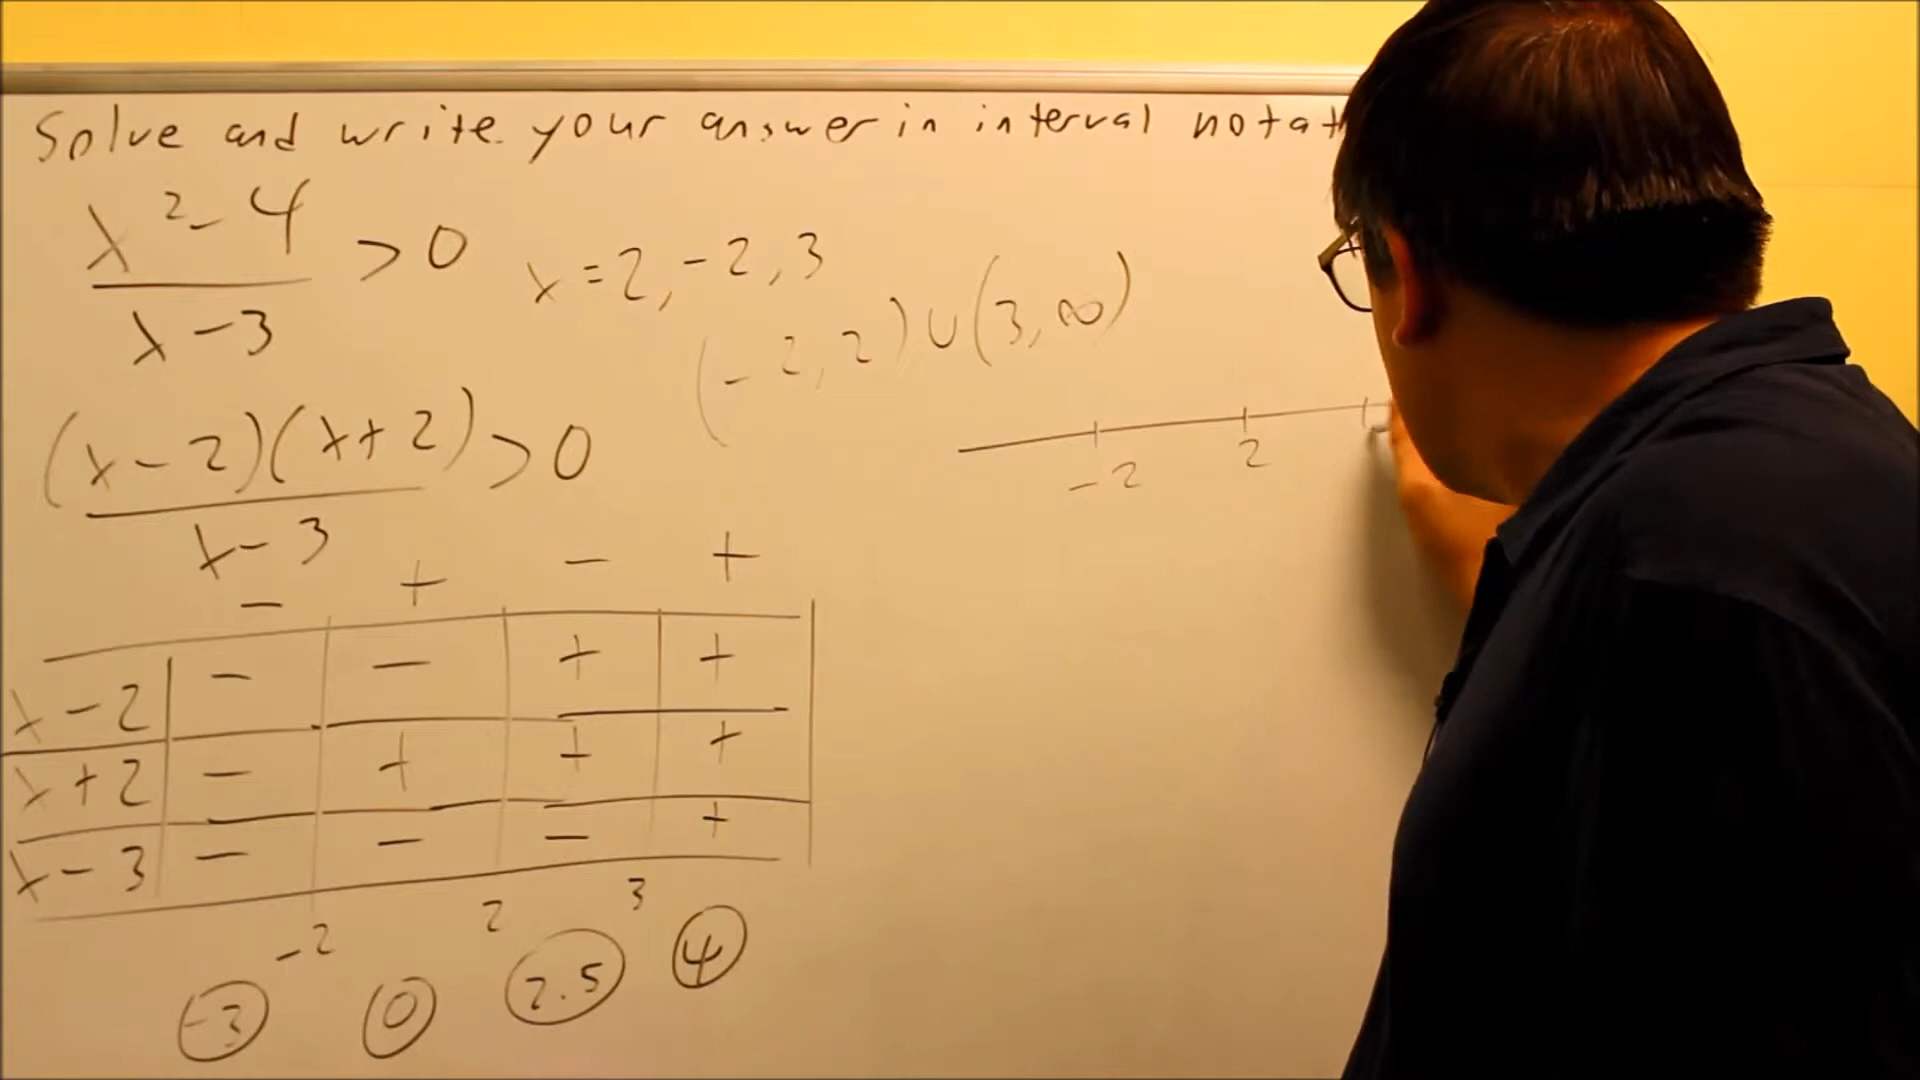 Solve and write your answer in interval notat
x² - 4
x - 3
> 0
x = 2, -2, 3
(-2, 2) ∪ (3, ∞)
(x - 2)(x + 2)
x - 3
> 0
-2 2
- + - +
x - 2 - - + +
x + 2 - + + +
x - 3 - - - +
-2 2 3
-3 0 2.5 4